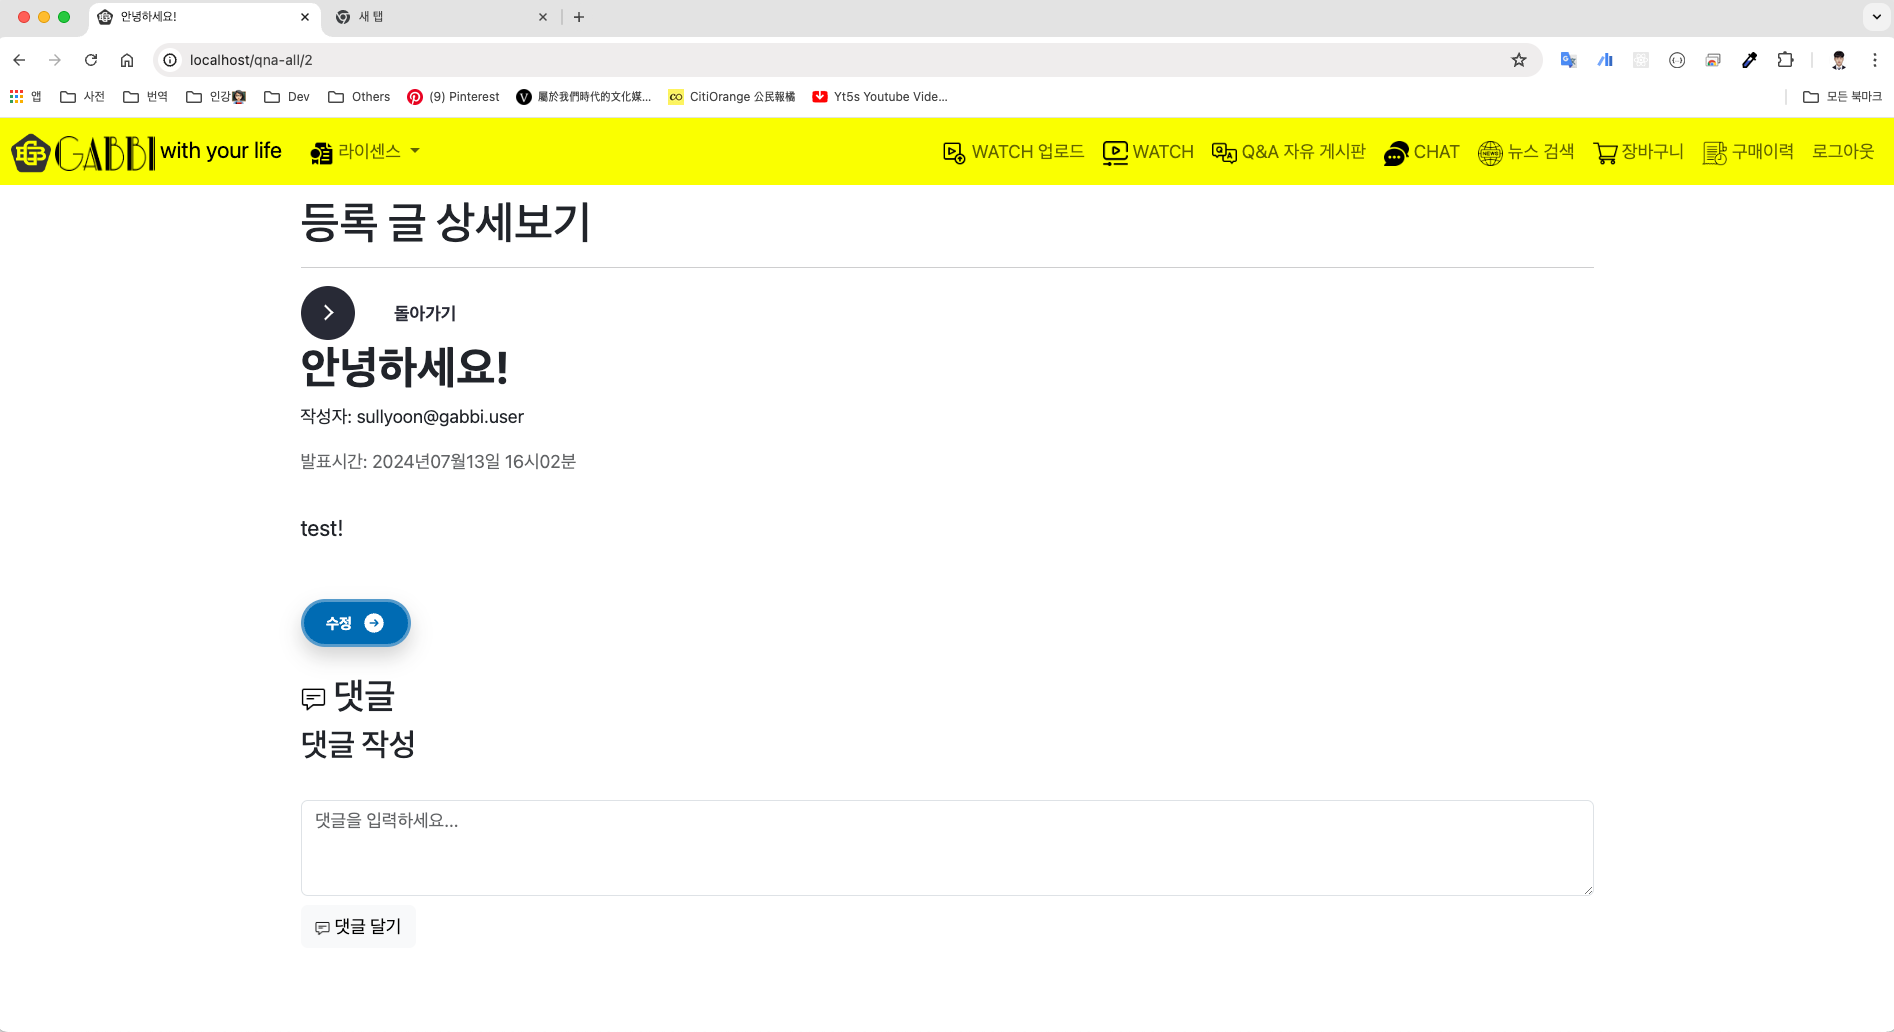 안녕하세요!
새 탭
localhost/qna-all/2
앱 사전 번역 인강 Dev Others (9) Pinterest 屬於我們時代的文化媒... CitiOrange 公民報橘 Yt5s Youtube Vide... 모든 북마크
GABBI with your life 라이센스 WATCH 업로드 WATCH Q&A 자유 게시판 CHAT 뉴스 검색 장바구니 구매이력 로그아웃
등록 글 상세보기
돌아가기
안녕하세요!
작성자: sullyoon@gabbi.user
발표시간: 2024년07월13일 16시02분
test!
수정
댓글
댓글 작성
댓글을 입력하세요...
댓글 달기